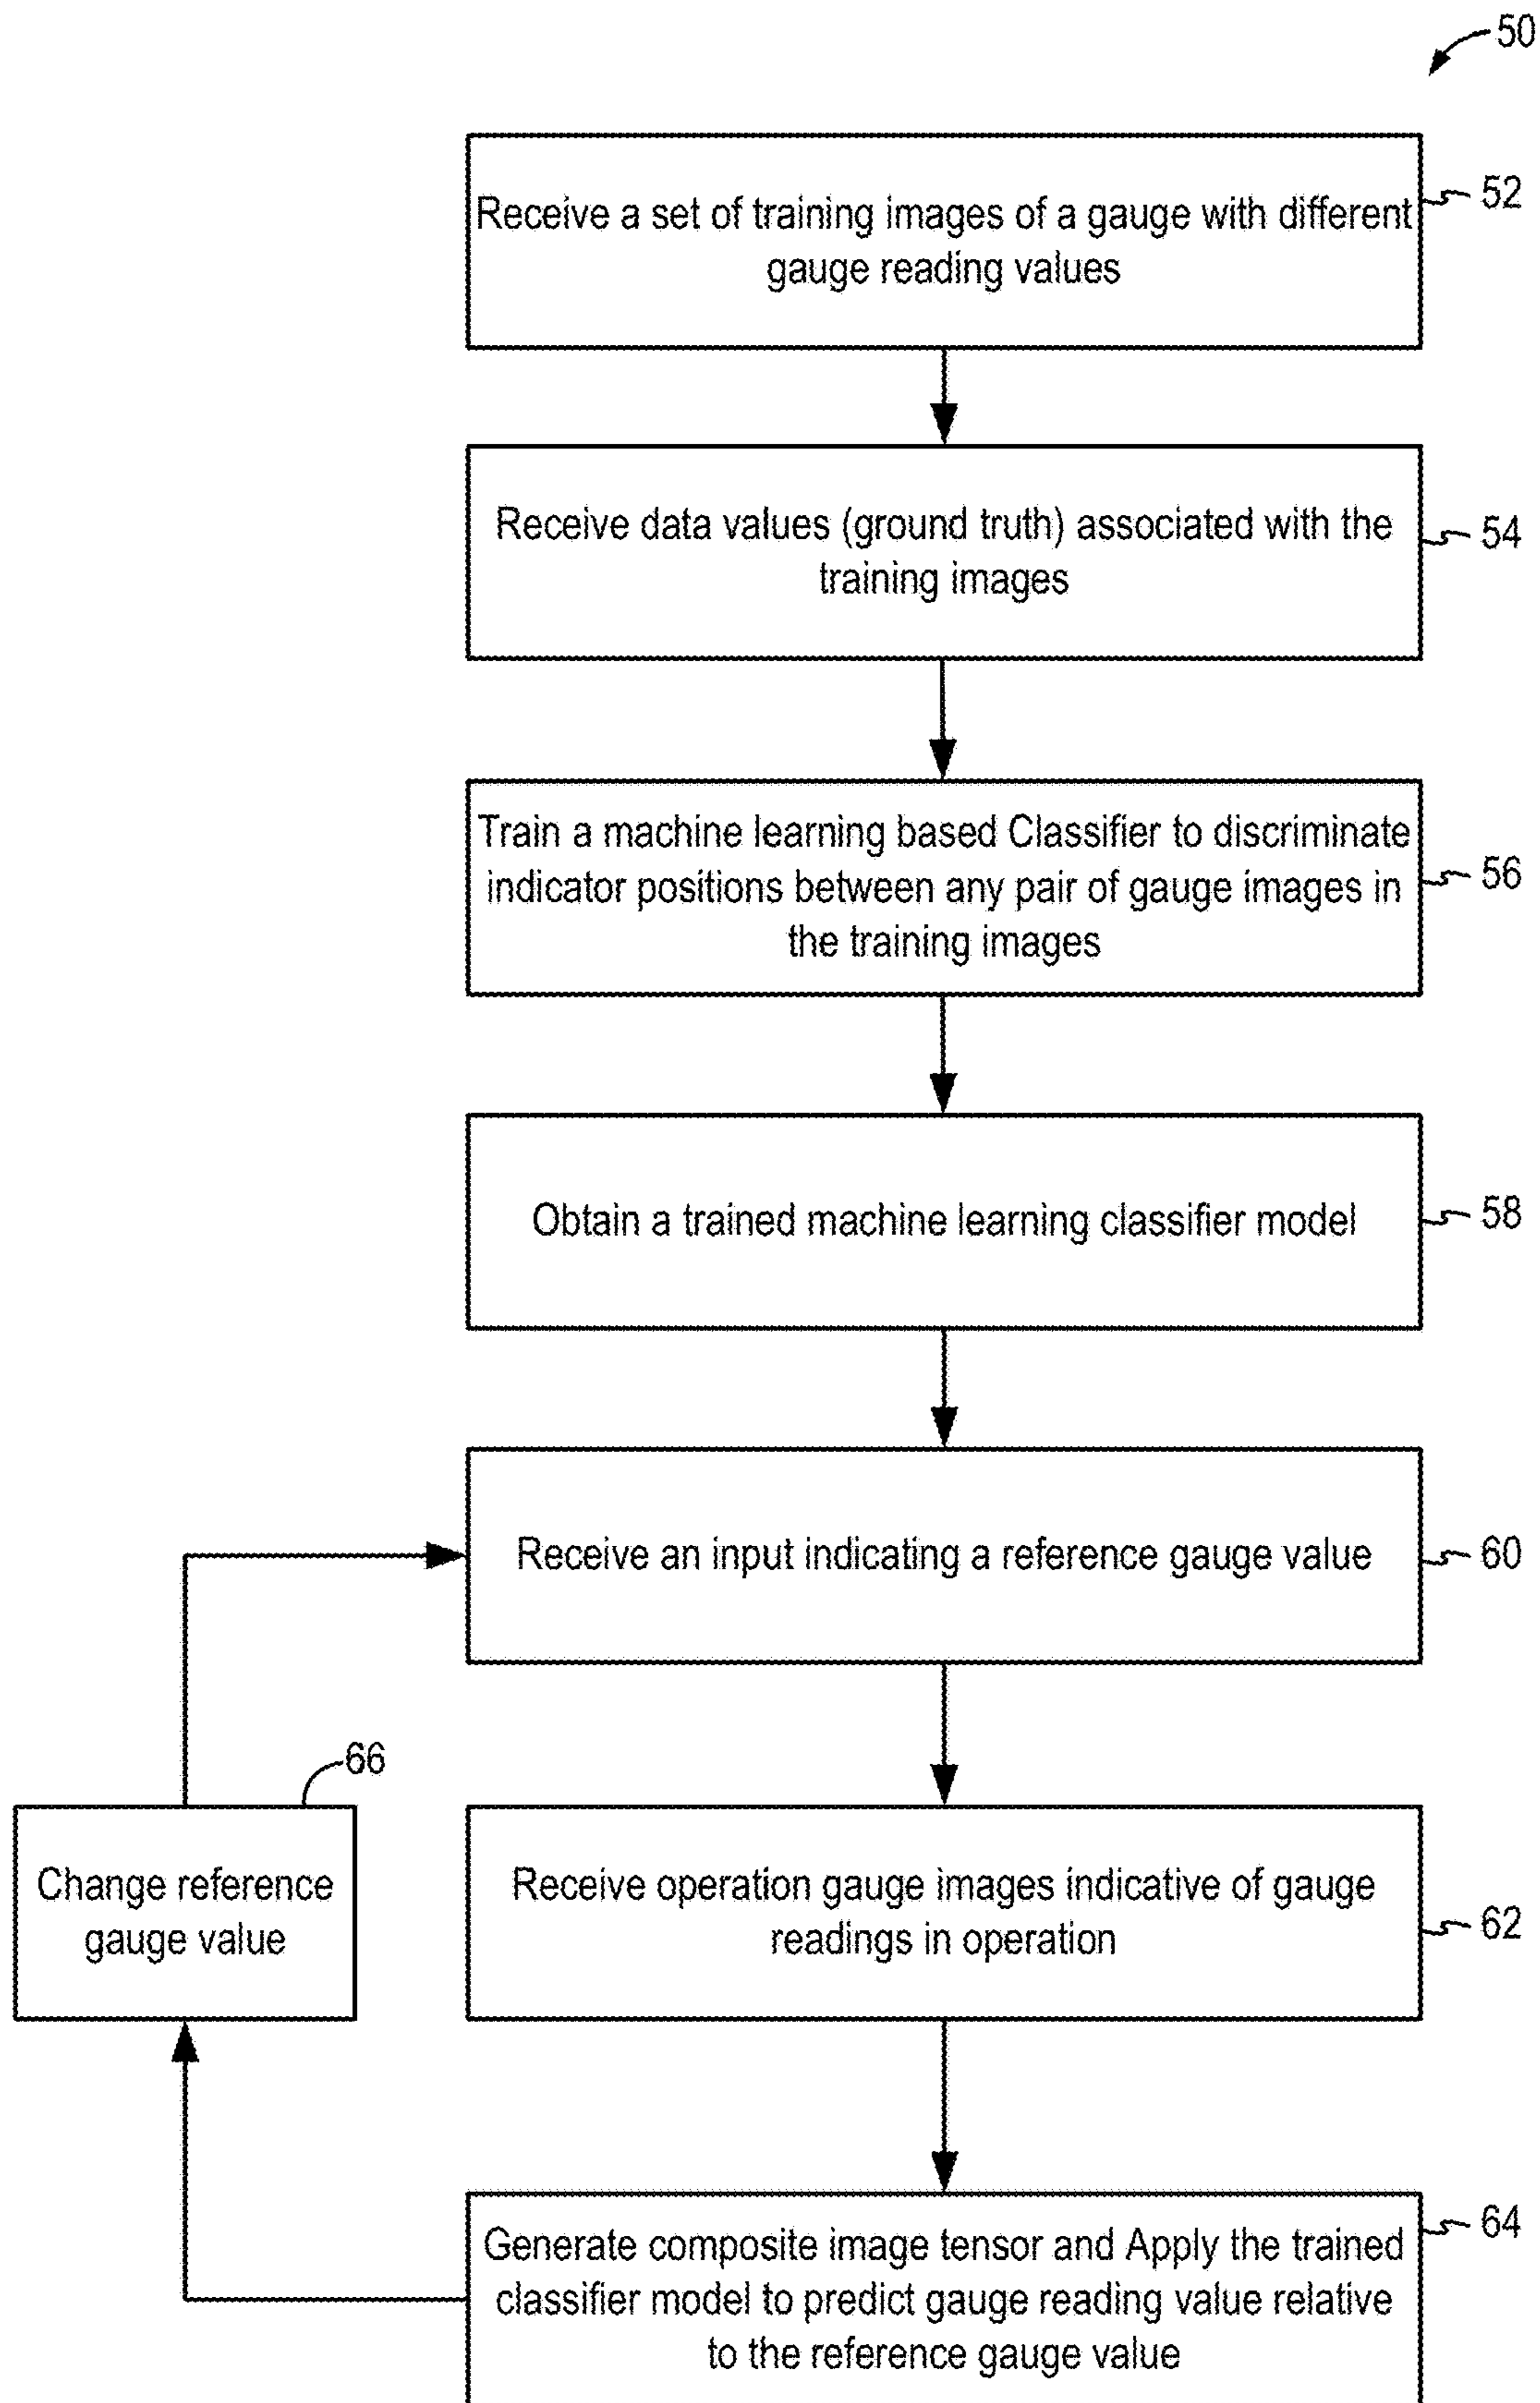 50
Receive a set of training images of a gauge with different
gauge reading values
52
Receive data values (ground truth) associated with the
training images
54
Train a machine learning based Classifier to discriminate
indicator positions between any pair of gauge images in
the training images
56
Obtain a trained machine learning classifier model
58
Receive an input indicating a reference gauge value
60
66
Change reference
gauge value
Receive operation gauge images indicative of gauge
readings in operation
62
Generate composite image tensor and Apply the trained
classifier model to predict gauge reading value relative
to the reference gauge value
64